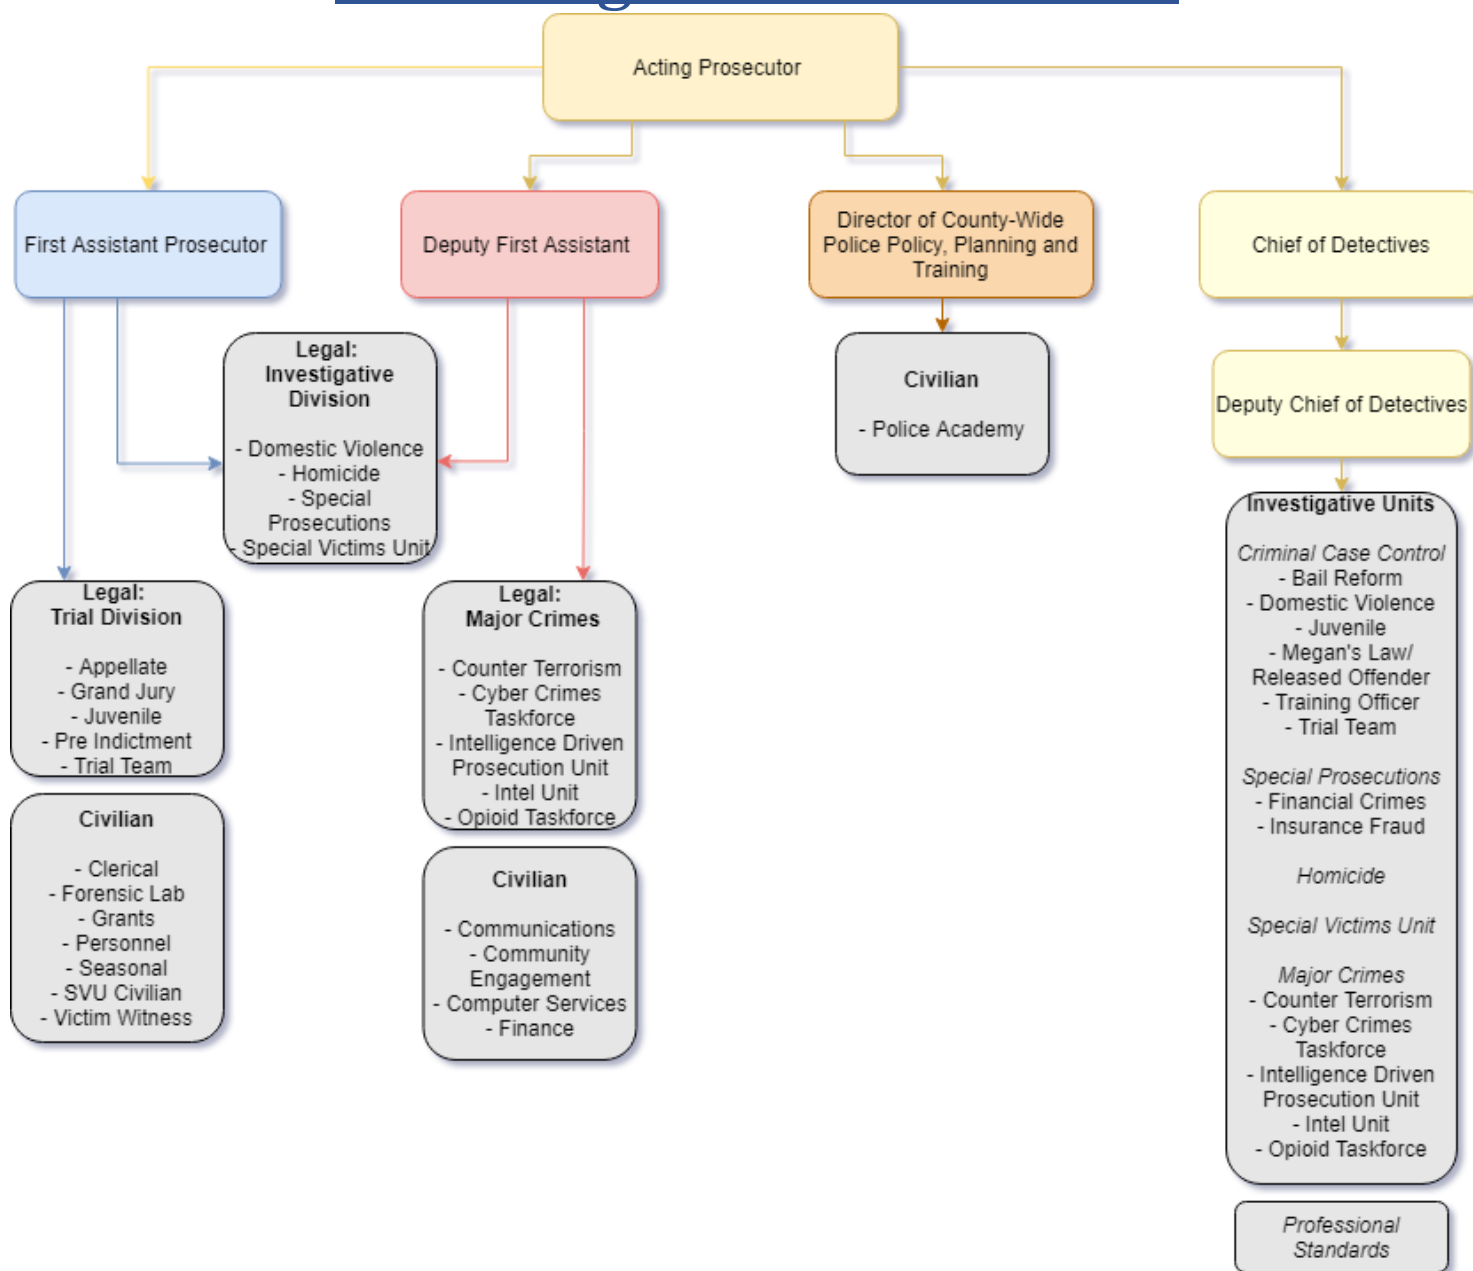 Acting Prosecutor
First Assistant Prosecutor
Deputy First Assistant
Director of County-Wide
Police Policy, Planning and
Training
Chief of Detectives
Deputy Chief of Detectives
Legal:
Investigative
Division
- Domestic Violence
- Homicide
- Special
Prosecutions
- Special Victims Unit
Civilian
- Police Academy
Legal:
Trial Division
- Appellate
- Grand Jury
- Juvenile
- Pre Indictment
- Trial Team
Civilian
- Clerical
- Forensic Lab
- Grants
- Personnel
- Seasonal
- SVU Civilian
- Victim Witness
Legal:
Major Crimes
- Counter Terrorism
- Cyber Crimes
Taskforce
- Intelligence Driven
Prosecution Unit
- Intel Unit
- Opioid Taskforce
Civilian
- Communications
- Community
Engagement
- Computer Services
- Finance
Investigative Units
Criminal Case Control
- Bail Reform
- Domestic Violence
- Juvenile
- Megan's Law/
Released Offender
- Training Officer
- Trial Team
Special Prosecutions
- Financial Crimes
- Insurance Fraud
Homicide
Special Victims Unit
Major Crimes
- Counter Terrorism
- Cyber Crimes
Taskforce
- Intelligence Driven
Prosecution Unit
- Intel Unit
- Opioid Taskforce
Professional
Standards